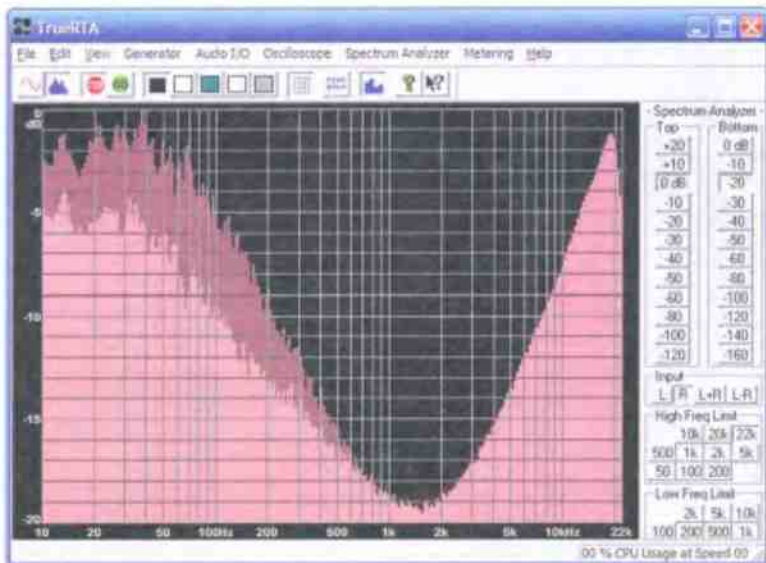 TrueRTA
File Edit View Generator Audio I/O Oscilloscope Spectrum Analyzer Metering Help
0
dB
-5
-10
-15
-20
10 20 50 100Hz 200 500 1k 2k 5k 10kHz 22k
Spectrum Analyzer
Top Bottom
+20 0 dB
+10 -10
0 dB -20
-10 -30
-20 -40
-30 -50
-40 -60
-50 -80
-60 -100
-80 -120
-100 -140
-120 -160
Input
L R L+R L-R
High Freq Limit
10k 20k 22k
500 1k 2k 5k
50 100 200
Low Freq Limit
2k 5k 10k
100 200 500 1k
00 % CPU Usage at Speed 00